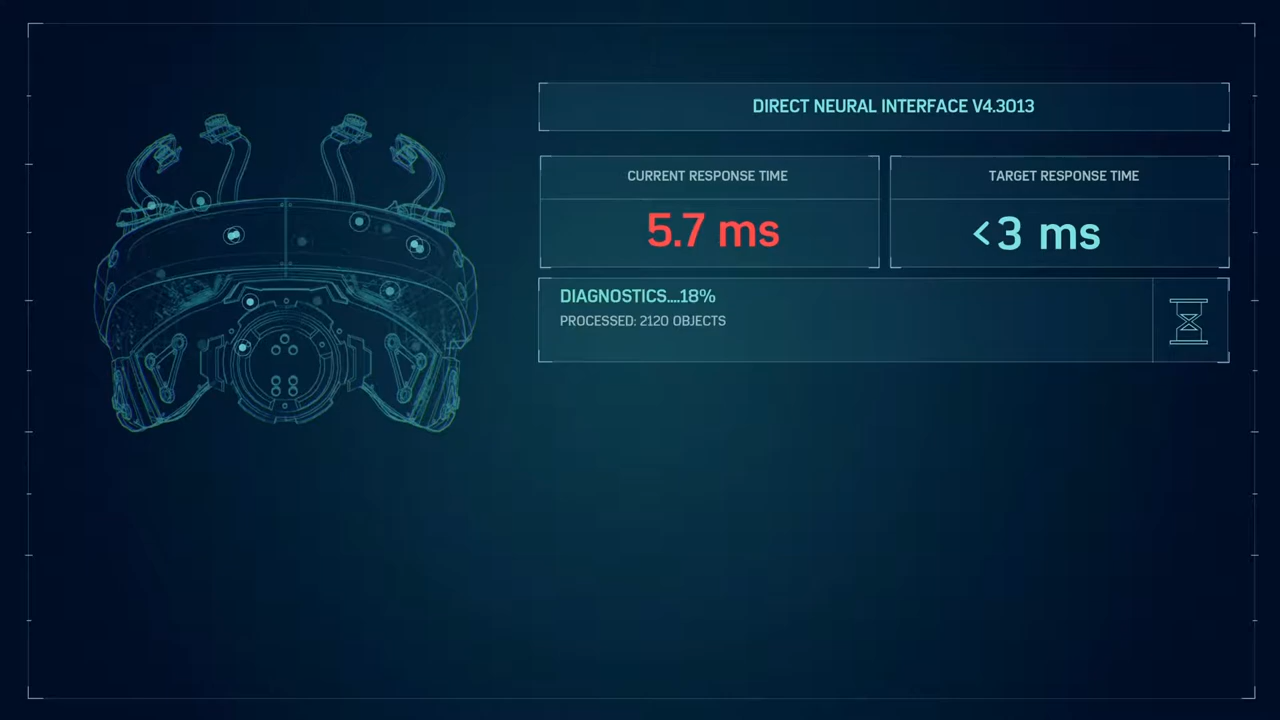 DIRECT NEURAL INTERFACE V4.3013
CURRENT RESPONSE TIME
TARGET RESPONSE TIME
5.7 ms
<3 ms
DIAGNOSTICS....18%
PROCESSED: 2120 OBJECTS